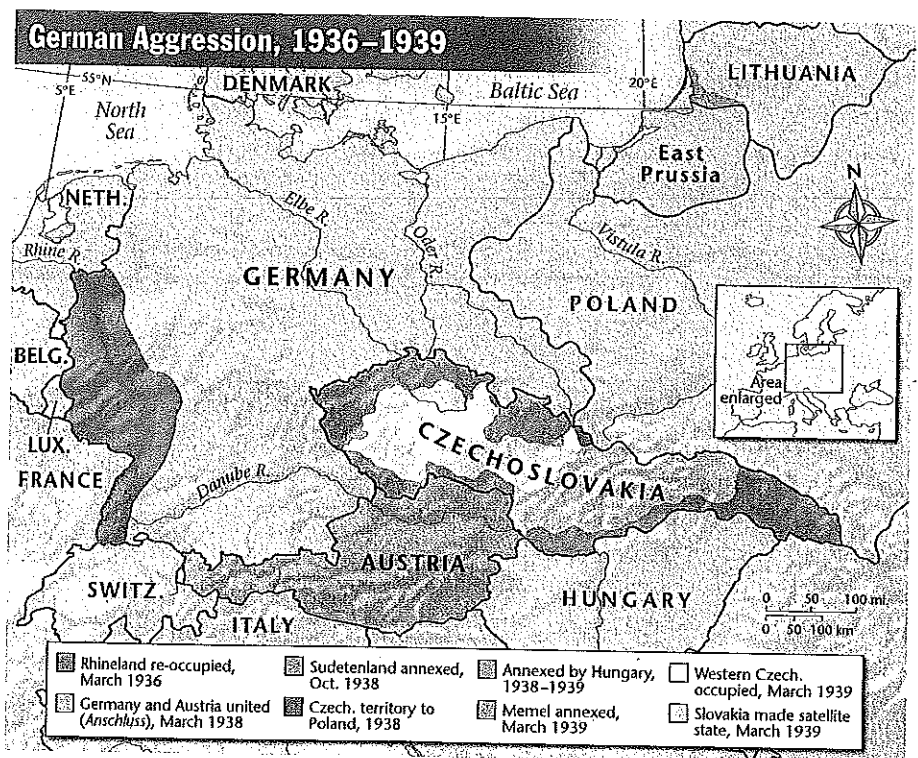 German Aggression, 1936–1939
55°N
5°E
North
Sea
DENMARK
Baltic Sea
15°E
20°E
LITHUANIA
East
Prussia
N
NETH.
Rhine R.
Elbe R.
Oder R.
Vistula R.
GERMANY
POLAND
BELG.
LUX.
FRANCE
Area
enlarged
CZECHOSLOVAKIA
Danube R.
AUSTRIA
SWITZ.
ITALY
HUNGARY
0 50 100 mi
0 50 100 km
Rhineland re-occupied,
March 1936
Germany and Austria united
(Anschluss), March 1938
Sudetenland annexed,
Oct. 1938
Czech. territory to
Poland, 1938
Annexed by Hungary,
1938–1939
Memel annexed,
March 1939
Western Czech.
occupied, March 1939
Slovakia made satellite
state, March 1939